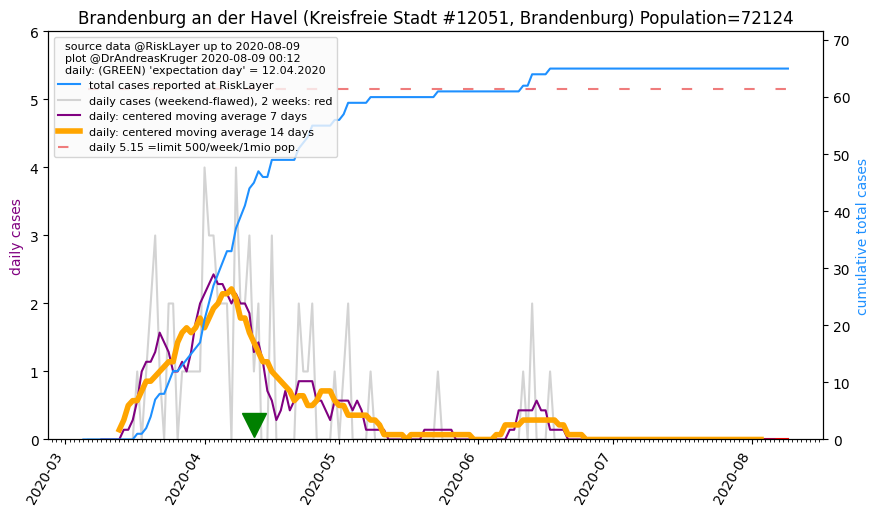 Brandenburg an der Havel (Kreisfreie Stadt #12051, Brandenburg) Population=72124
source data @RiskLayer up to 2020-08-09
plot @DrAndreasKruger 2020-08-09 00:12
daily: (GREEN) 'expectation day' = 12.04.2020
total cases reported at RiskLayer
daily cases (weekend-flawed), 2 weeks: red
daily: centered moving average 7 days
daily: centered moving average 14 days
daily 5.15 =limit 500/week/1mio pop.
daily cases
6
5
4
3
2
1
0
70
60
50
40
30
20
10
0
cumulative total cases
2020-03
2020-04
2020-05
2020-06
2020-07
2020-08